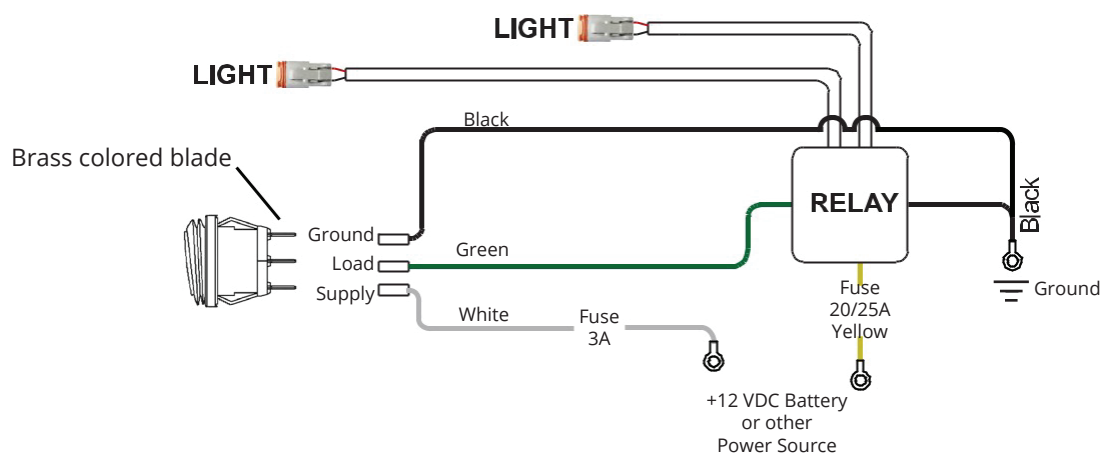 LIGHT
LIGHT
Black
Brass colored blade
RELAY
Black
Ground
Green
Load
Supply
Ground
Fuse
20/25A
Yellow
White
Fuse
3A
+12 VDC Battery
or other
Power Source